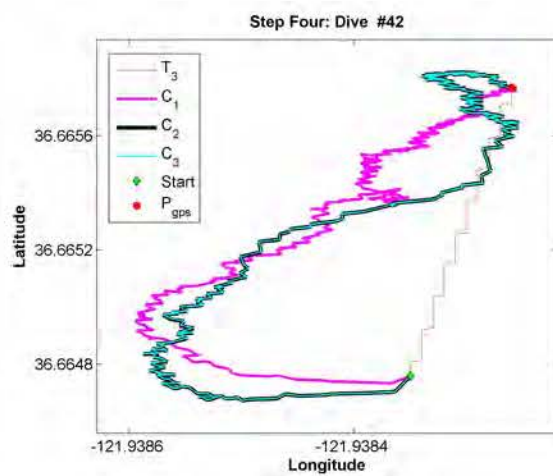 Step Four: Dive #42
T3
C1
C2
C3
Start
Pgps
36.6656
36.6652
36.6648
Latitude
-121.9386
-121.9384
Longitude